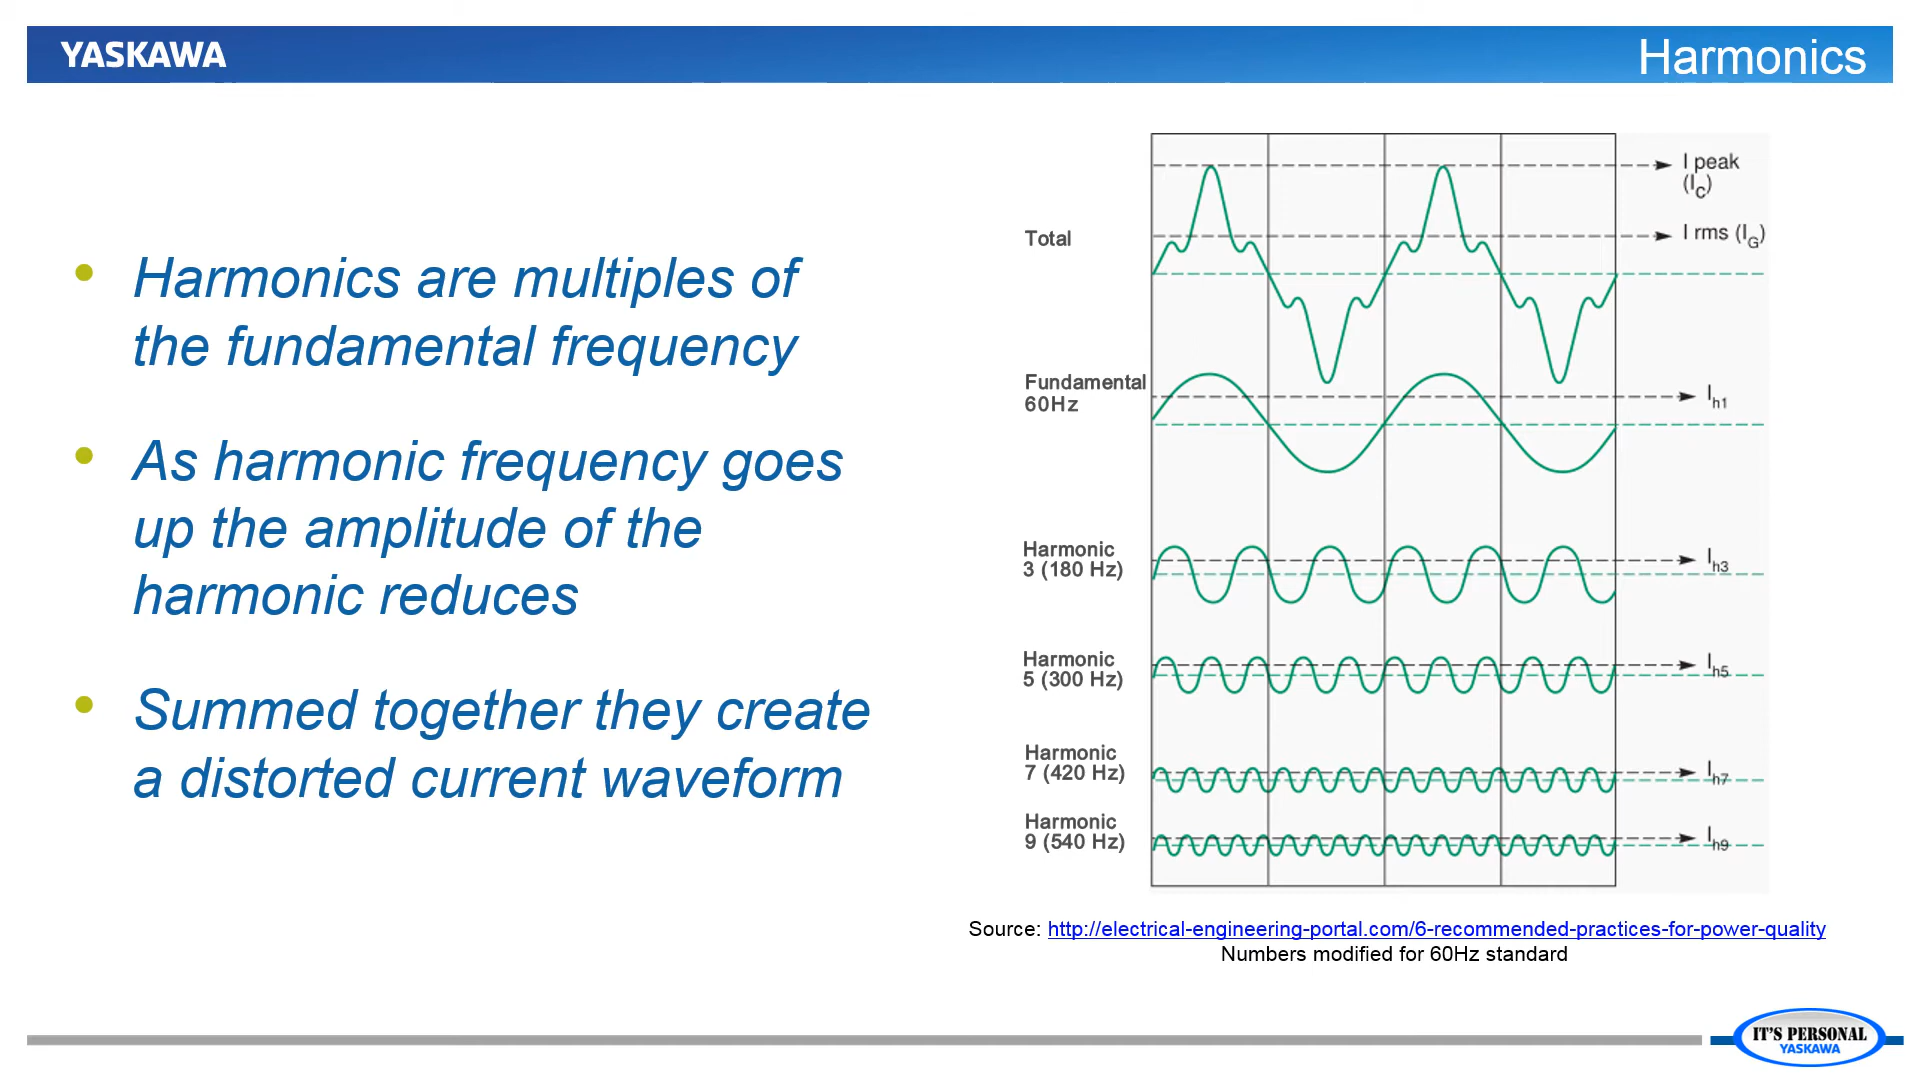 YASKAWA
Harmonics
• Harmonics are multiples of
the fundamental frequency
• As harmonic frequency goes
up the amplitude of the
harmonic reduces
• Summed together they create
a distorted current waveform
I peak
(IC)
Total
I rms (IG)
Fundamental
60Hz
Ih1
Harmonic
3 (180 Hz)
Ih3
Harmonic
5 (300 Hz)
Ih5
Harmonic
7 (420 Hz)
Ih7
Harmonic
9 (540 Hz)
Ih9
Source: http://electrical-engineering-portal.com/6-recommended-practices-for-power-quality
Numbers modified for 60Hz standard
IT'S PERSONAL
YASKAWA